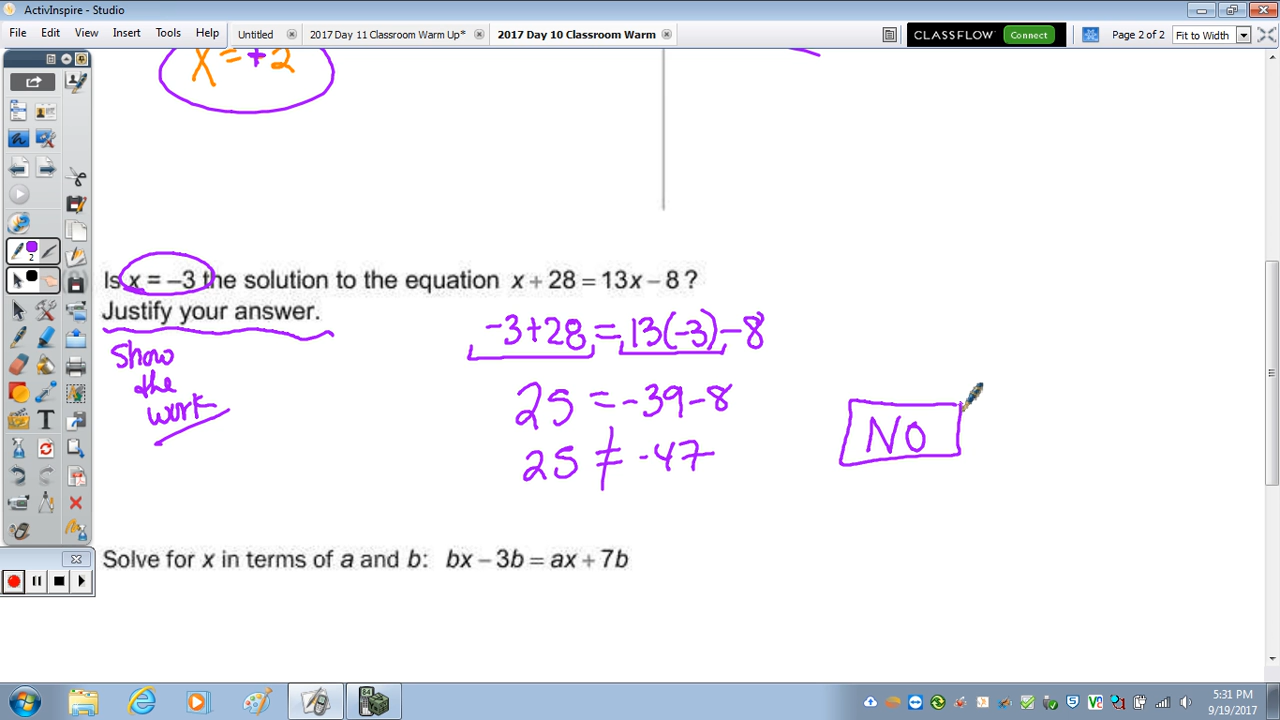 ActivInspire - Studio
File Edit View Insert Tools Help Untitled 2017 Day 11 Classroom Warm Up* 2017 Day 10 Classroom Warm CLASSFLOW Connect Page 2 of 2 Fit to Width
x = +2
Is x = –3 the solution to the equation x + 28 = 13x – 8 ?
Justify your answer.
Show
the
work
-3+28 = 13(-3)-8
25 = -39-8
25 ≠ -47
NO
Solve for x in terms of a and b: bx – 3b = ax + 7b
5:31 PM
9/19/2017